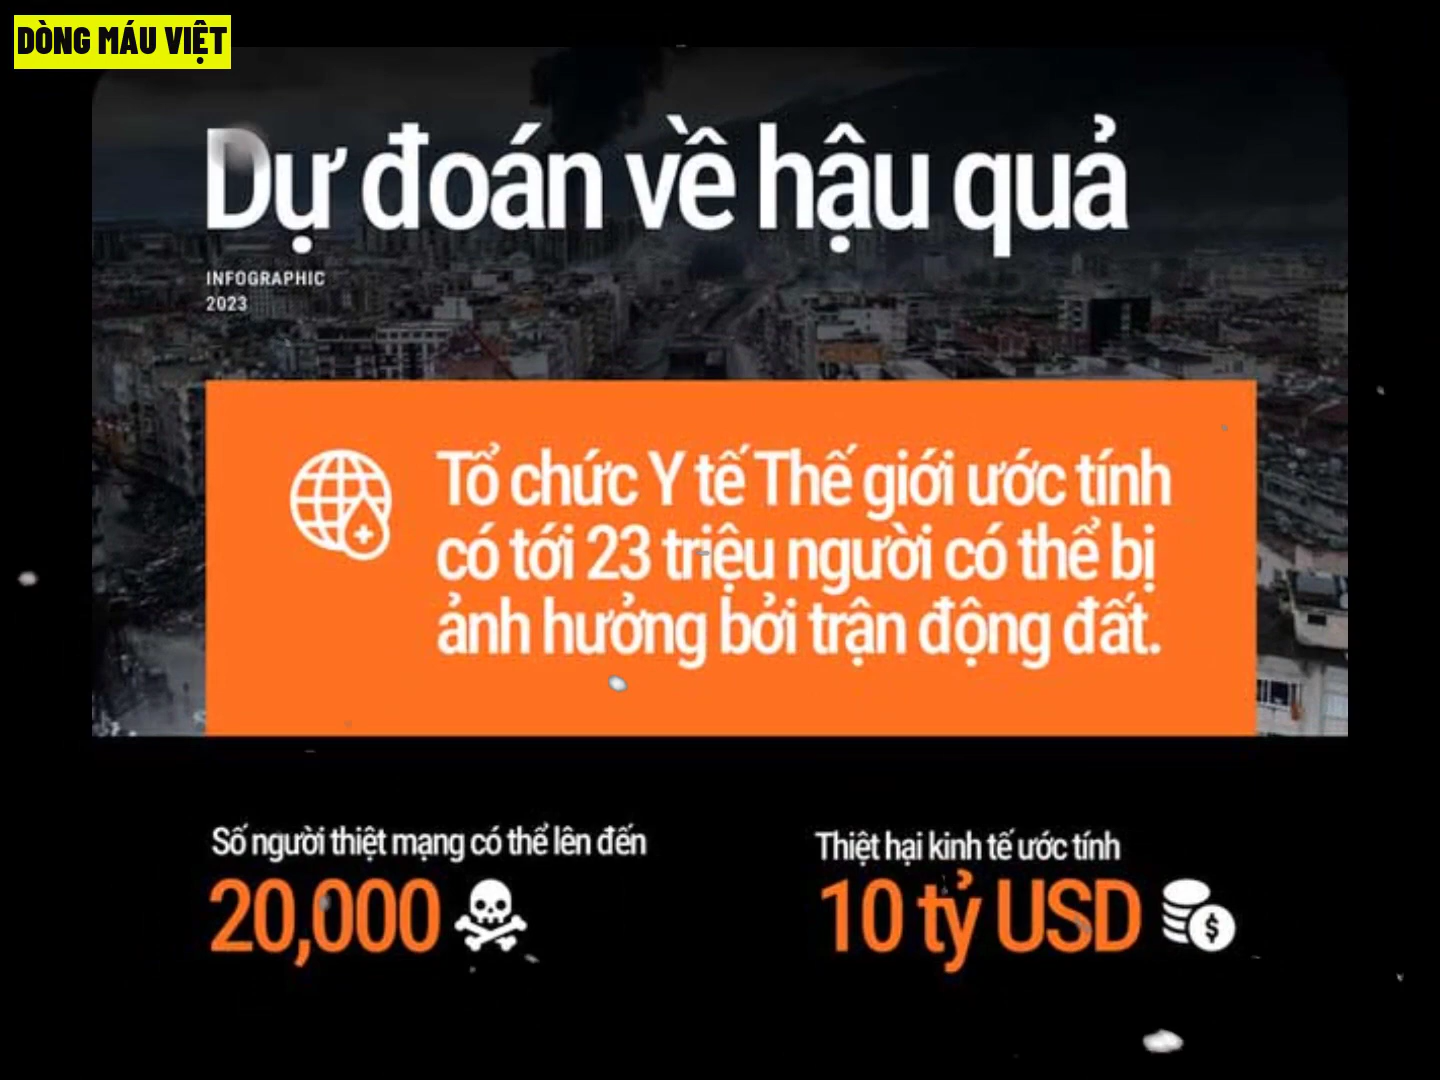 DÒNG MÁU VIỆT
Dự đoán về hậu quả
INFOGRAPHIC
2023
Tổ chức Y tế Thế giới ước tính
có tới 23 triệu người có thể bị
ảnh hưởng bởi trận động đất.
Số người thiệt mạng có thể lên đến
20,000
Thiệt hại kinh tế ước tính
10 tỷ USD